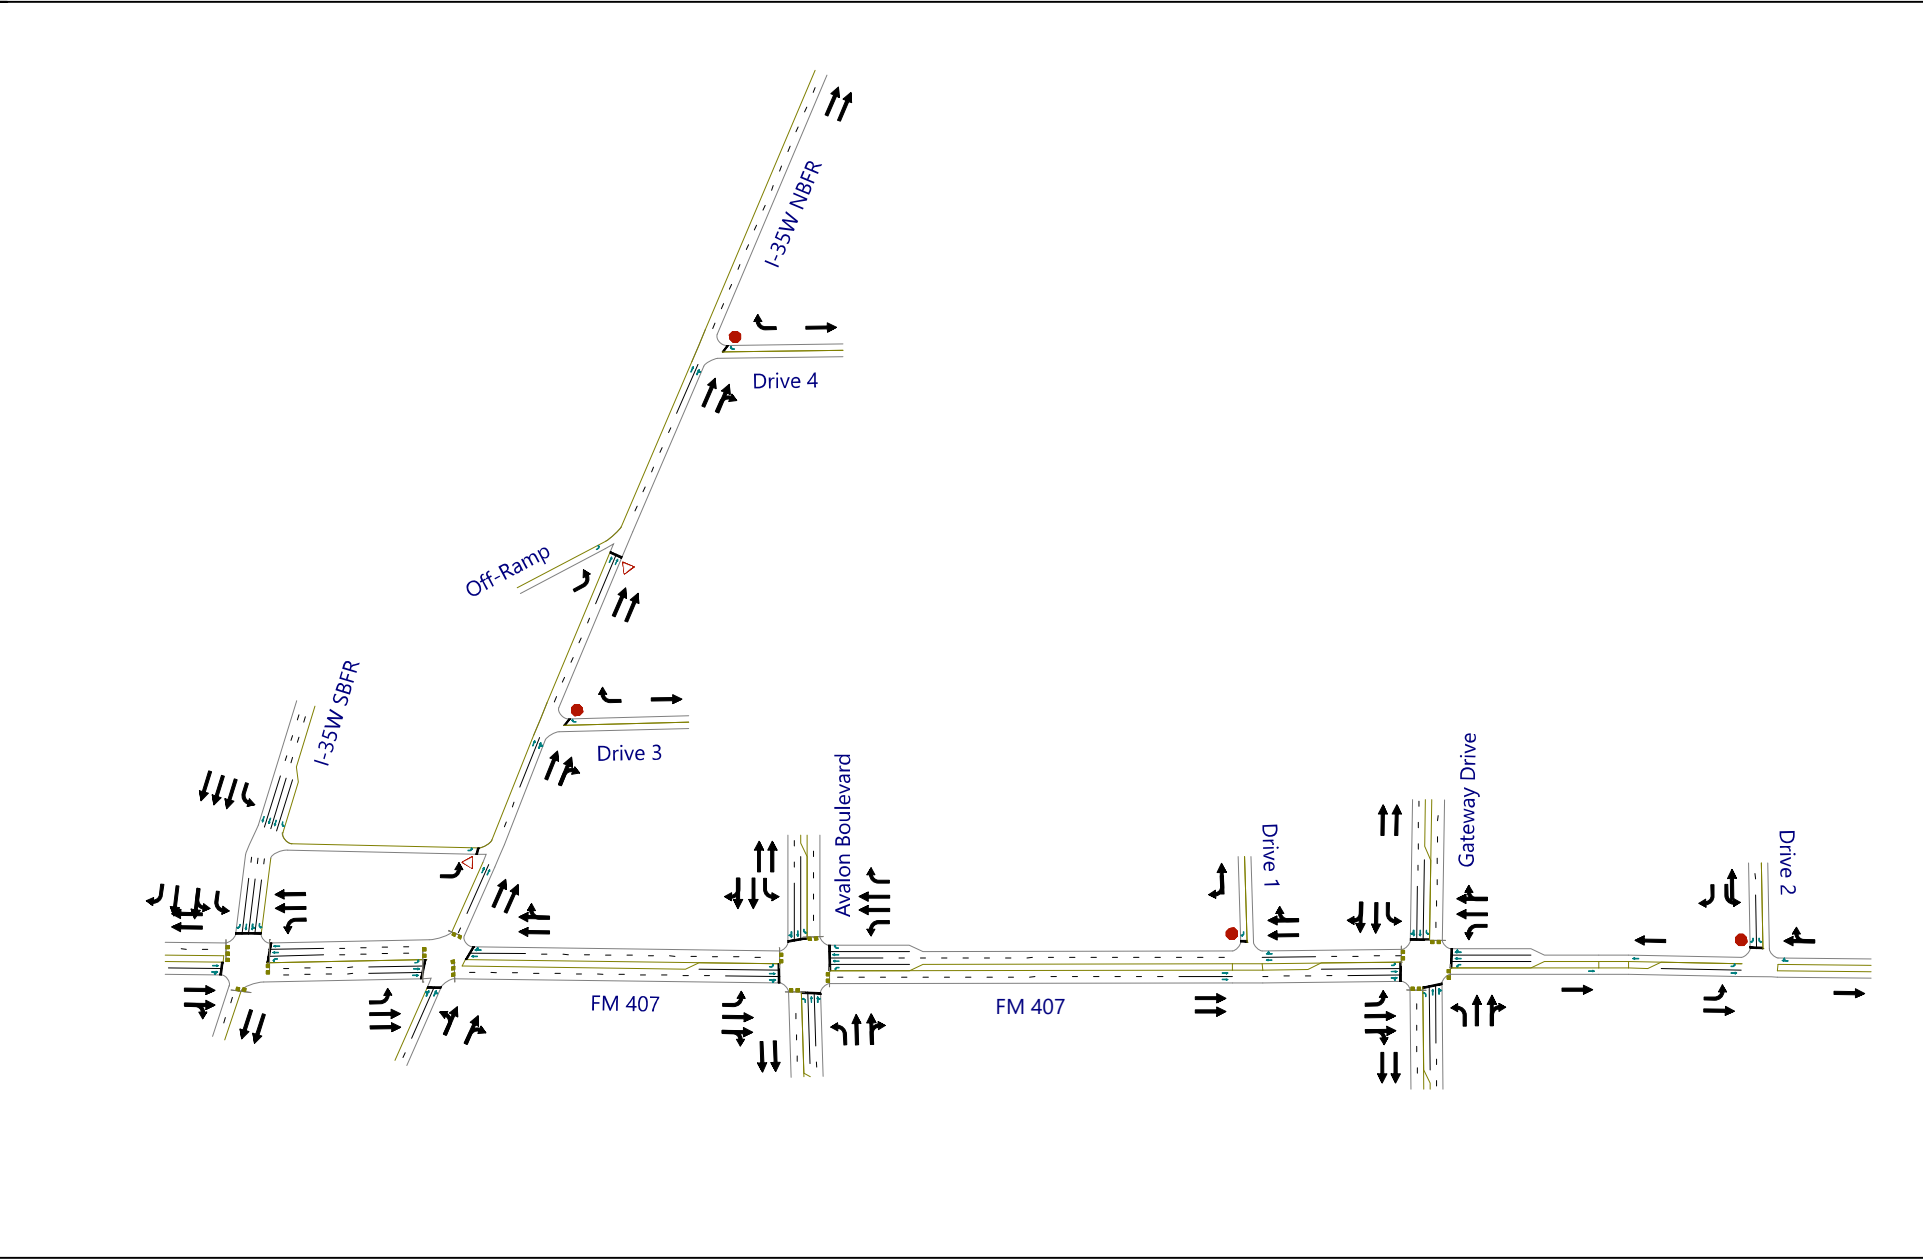 I-35W NBFR
Drive 4
Off-Ramp
I-35W SBFR
Drive 3
Avalon Boulevard
Drive 1
Gateway Drive
Drive 2
FM 407
FM 407